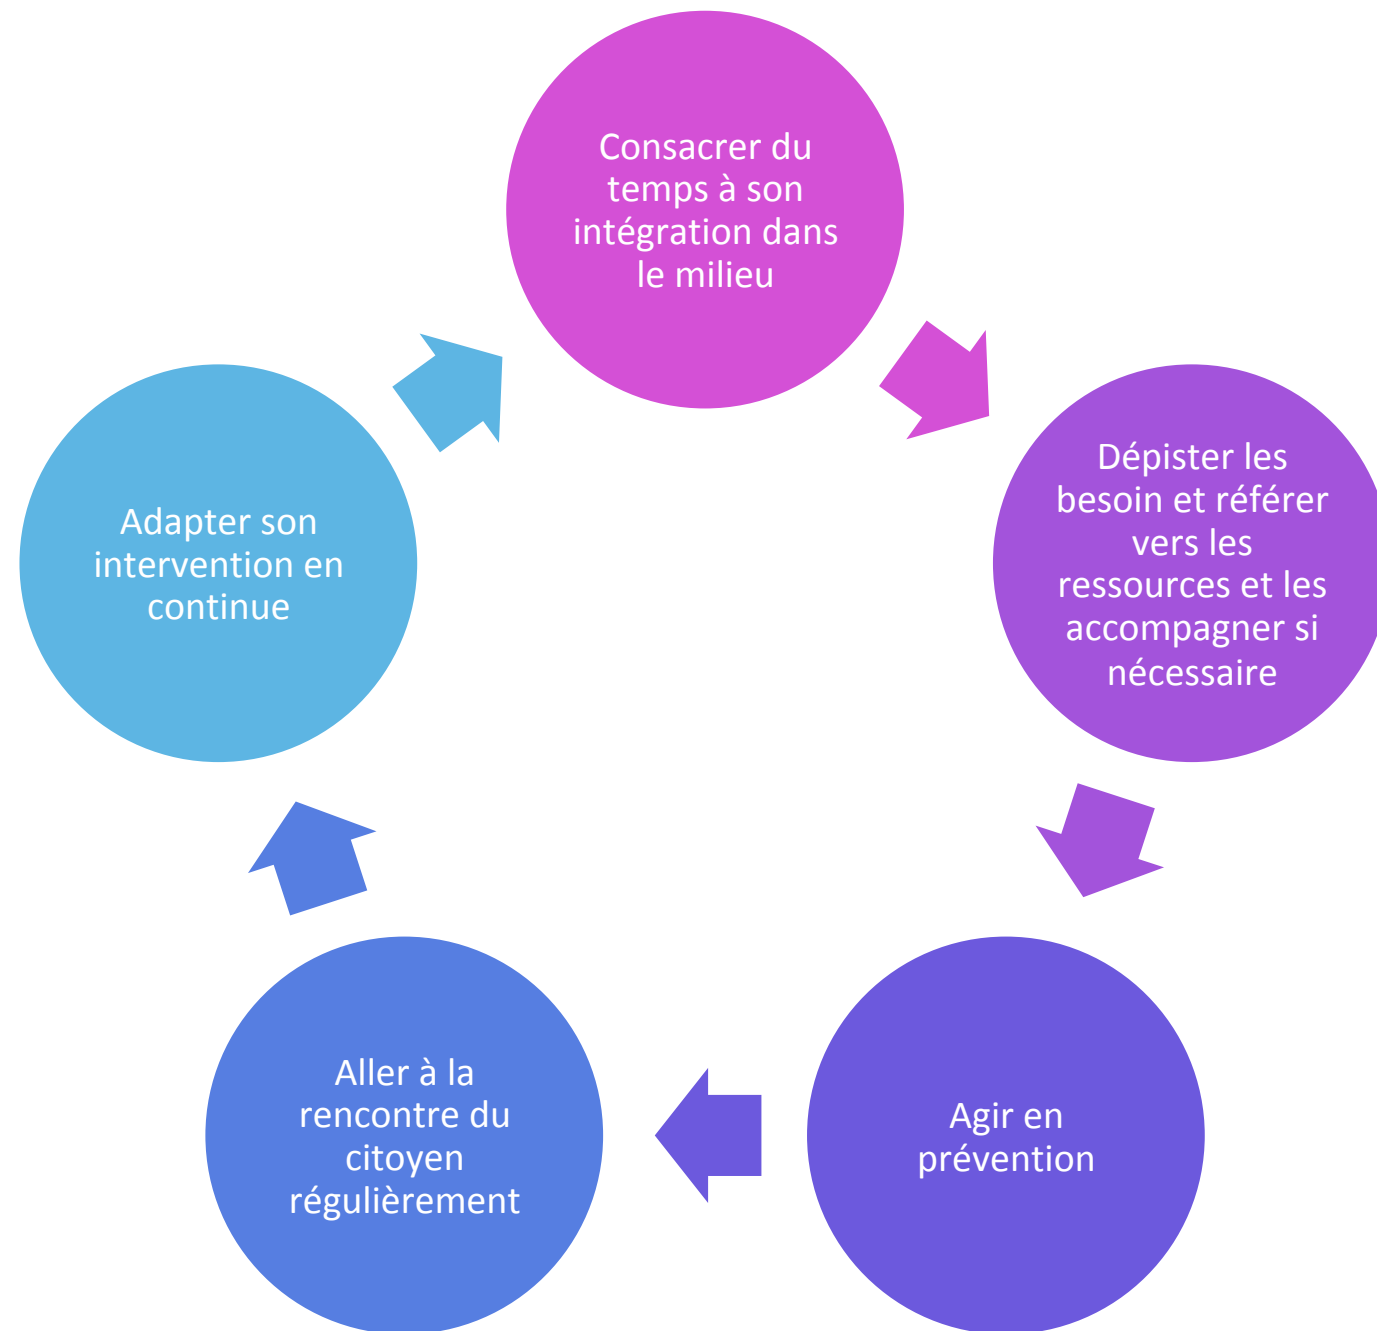 Consacrer du
temps à son
intégration dans
le milieu
Dépister les
besoin et référer
vers les
ressources et les
accompagner si
nécessaire
Agir en
prévention
Aller à la
rencontre du
citoyen
régulièrement
Adapter son
intervention en
continue